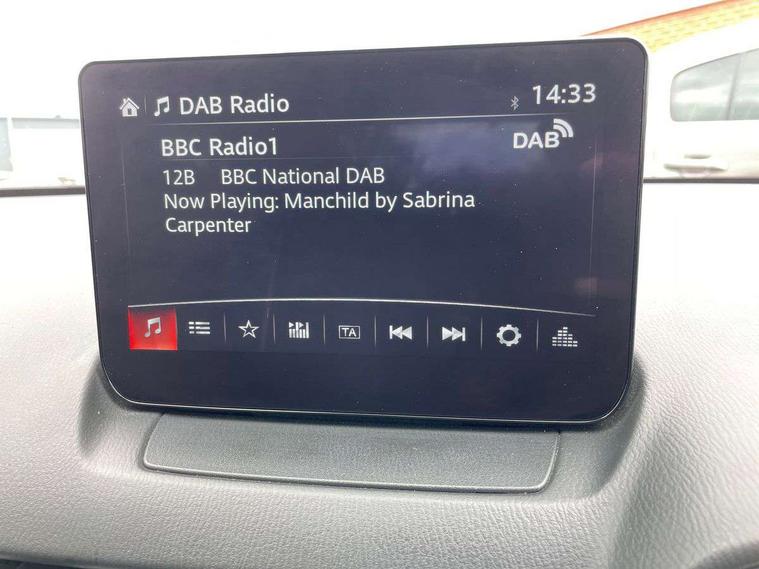 DAB Radio 14:33
BBC Radio1 DAB
12B BBC National DAB
Now Playing: Manchild by Sabrina
Carpenter
TA